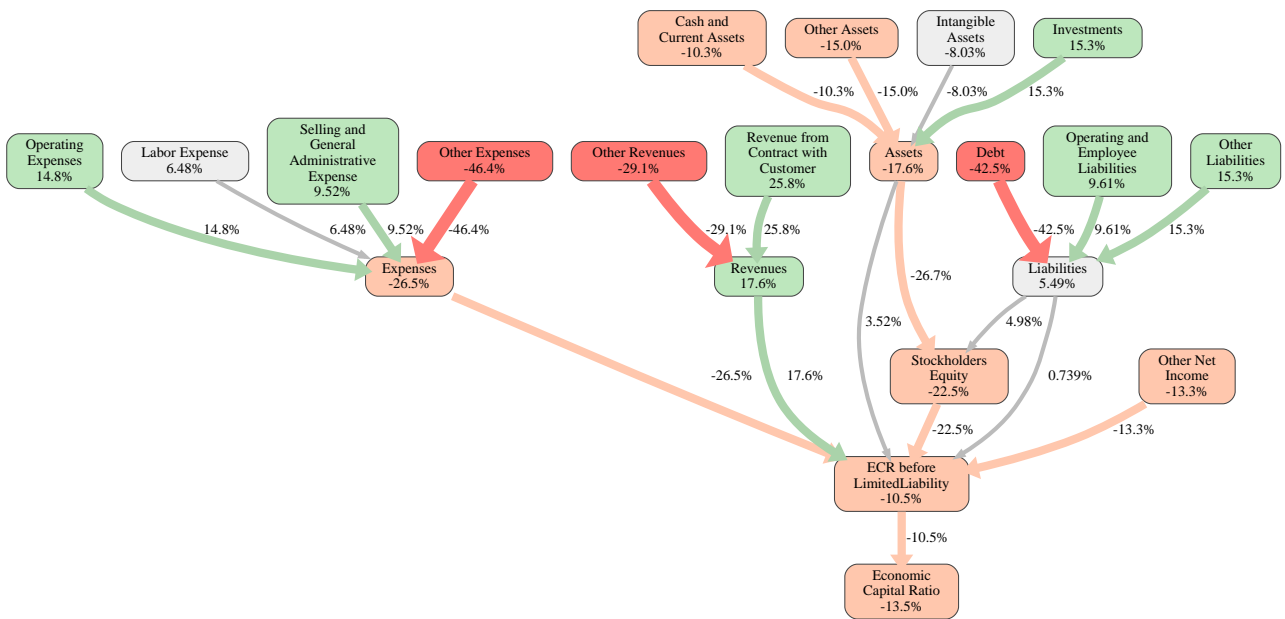 Cash and
Current Assets
-10.3%
Other Assets
-15.0%
Intangible
Assets
-8.03%
Investments
15.3%
-10.3%
-15.0%
-8.03%
15.3%
Operating
Expenses
14.8%
Labor Expense
6.48%
Selling and
General
Administrative
Expense
9.52%
Other Expenses
-46.4%
Other Revenues
-29.1%
Revenue from
Contract with
Customer
25.8%
Assets
-17.6%
Debt
-42.5%
Operating and
Employee
Liabilities
9.61%
Other
Liabilities
15.3%
14.8%
6.48%
9.52%
-46.4%
-29.1%
25.8%
-42.5%
9.61%
15.3%
Expenses
-26.5%
Revenues
17.6%
-26.7%
Liabilities
5.49%
3.52%
4.98%
Stockholders
Equity
-22.5%
Other Net
Income
-13.3%
-26.5%
17.6%
0.739%
-22.5%
-13.3%
ECR before
LimitedLiability
-10.5%
-10.5%
Economic
Capital Ratio
-13.5%